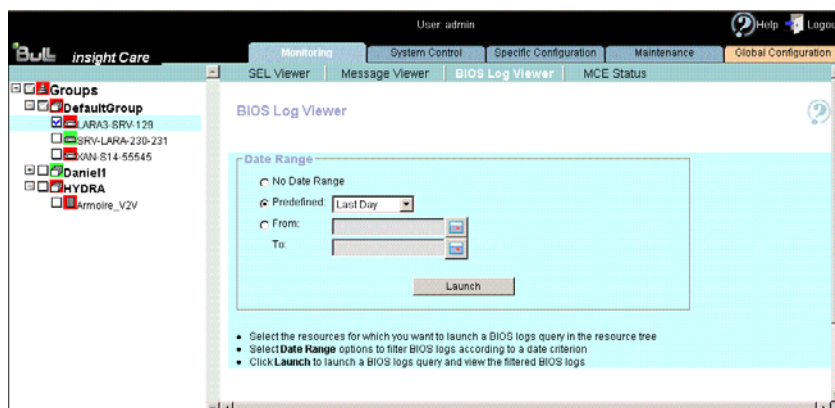 User: admin
Help Logou
Bull insight Care
Monitoring System Control Specific Configuration Maintenance Global Configuration
SEL Viewer Message Viewer BIOS Log Viewer MCE Status
Groups
DefaultGroup
LARA3-SRV-129
SRV-LARA-230-231
XAN-S14-55545
Daniel1
HYDRA
Armoire_V2V
BIOS Log Viewer
Date Range
No Date Range
Predefined: Last Day
From:
To:
Launch
Select the resources for which you want to launch a BIOS logs query in the resource tree
Select Date Range options to filter BIOS logs according to a date criterion
Click Launch to launch a BIOS logs query and view the filtered BIOS logs